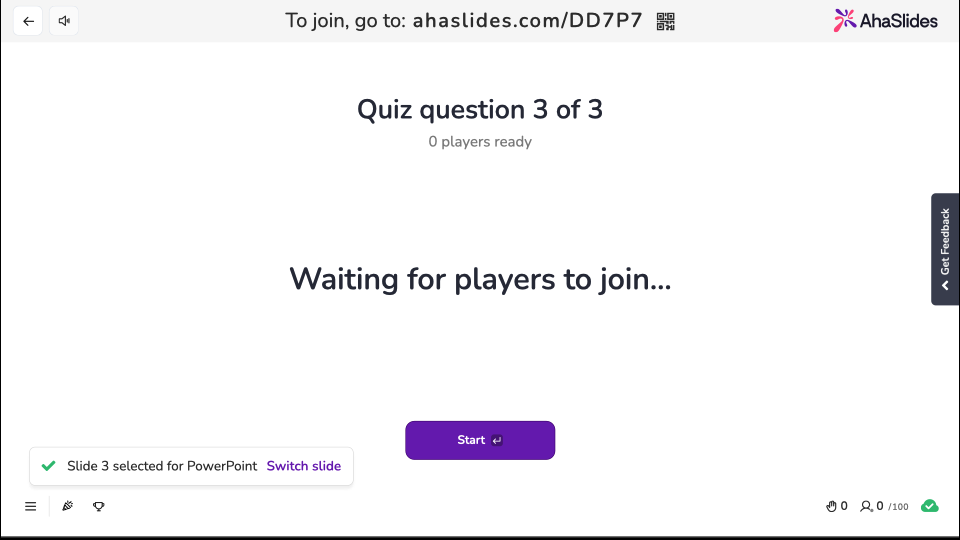 To join, go to: ahaslides.com/DD7P7
AhaSlides
Quiz question 3 of 3
0 players ready
Get Feedback
Waiting for players to join...
Start
Slide 3 selected for PowerPoint Switch slide
0 0 /100